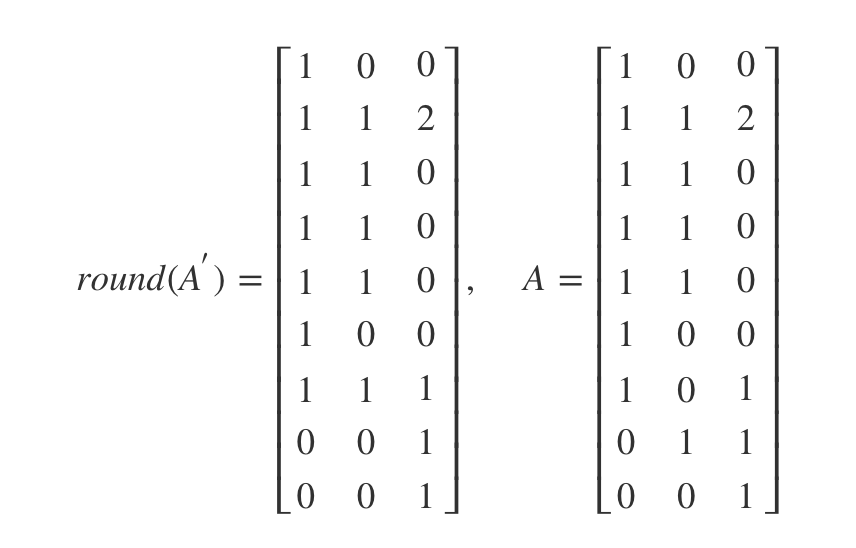 1 0 0 1 0 0
1 1 2 1 1 2
1 1 0 1 1 0
1 1 0 1 1 0
round(A′) = 1 1 0 , A = 1 1 0
1 0 0 1 0 0
1 1 1 1 0 1
0 0 1 0 1 1
0 0 1 0 0 1